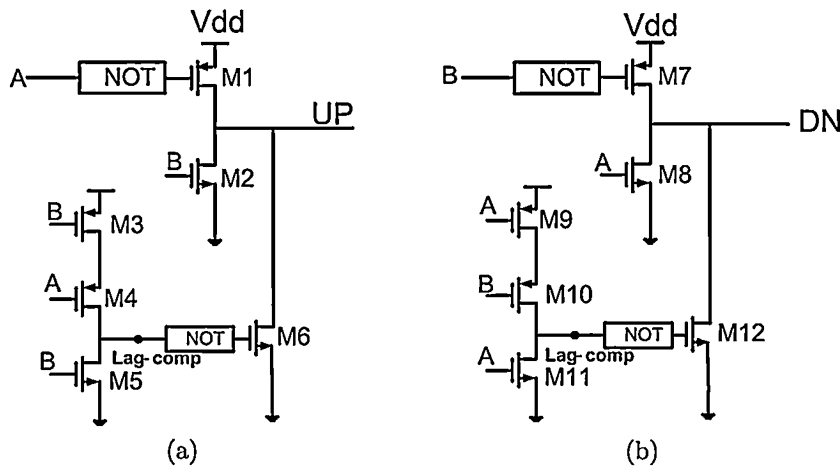 Vdd
A NOT M1
UP
B M2
B M3
A M4
NOT M6
Lag-comp
B M5
(a)
Vdd
B NOT M7
DN
A M8
A M9
B M10
NOT M12
Lag-comp
A M11
(b)